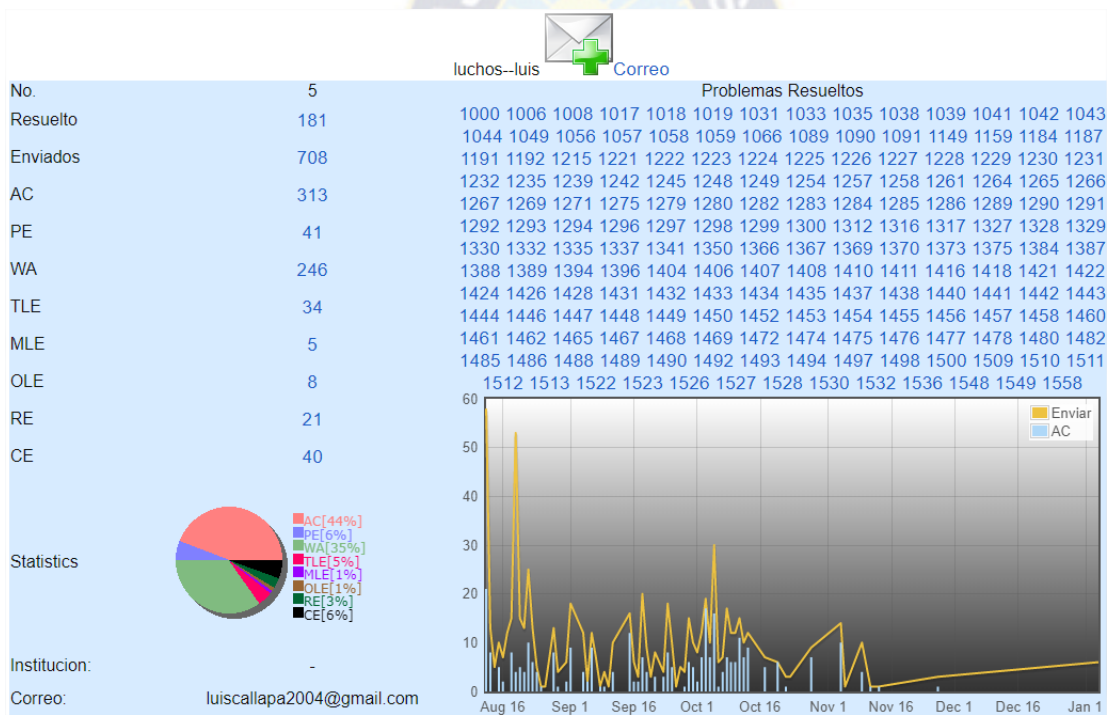 luchos--luis Correo
No. 5
Resuelto 181
Enviados 708
AC 313
PE 41
WA 246
TLE 34
MLE 5
OLE 8
RE 21
CE 40
Statistics
AC[44%]
PE[6%]
WA[35%]
TLE[5%]
MLE[1%]
OLE[1%]
RE[3%]
CE[6%]
Institucion: -
Correo: luiscallapa2004@gmail.com
Problemas Resueltos
1000 1006 1008 1017 1018 1019 1031 1033 1035 1038 1039 1041 1042 1043
1044 1049 1056 1057 1058 1059 1066 1089 1090 1091 1149 1159 1184 1187
1191 1192 1215 1221 1222 1223 1224 1225 1226 1227 1228 1229 1230 1231
1232 1235 1239 1242 1245 1248 1249 1254 1257 1258 1261 1264 1265 1266
1267 1269 1271 1275 1279 1280 1282 1283 1284 1285 1286 1289 1290 1291
1292 1293 1294 1296 1297 1298 1299 1300 1312 1316 1317 1327 1328 1329
1330 1332 1335 1337 1341 1350 1366 1367 1369 1370 1373 1375 1384 1387
1388 1389 1394 1396 1404 1406 1407 1408 1410 1411 1416 1418 1421 1422
1424 1426 1428 1431 1432 1433 1434 1435 1437 1438 1440 1441 1442 1443
1444 1446 1447 1448 1449 1450 1452 1453 1454 1455 1456 1457 1458 1460
1461 1462 1465 1467 1468 1469 1472 1474 1475 1476 1477 1478 1480 1482
1485 1486 1488 1489 1490 1492 1493 1494 1497 1498 1500 1509 1510 1511
1512 1513 1522 1523 1526 1527 1528 1530 1532 1536 1548 1549 1558
60
50
40
30
20
10
0
Enviar
AC
Aug 16 Sep 1 Sep 16 Oct 1 Oct 16 Nov 1 Nov 16 Dec 1 Dec 16 Jan 1